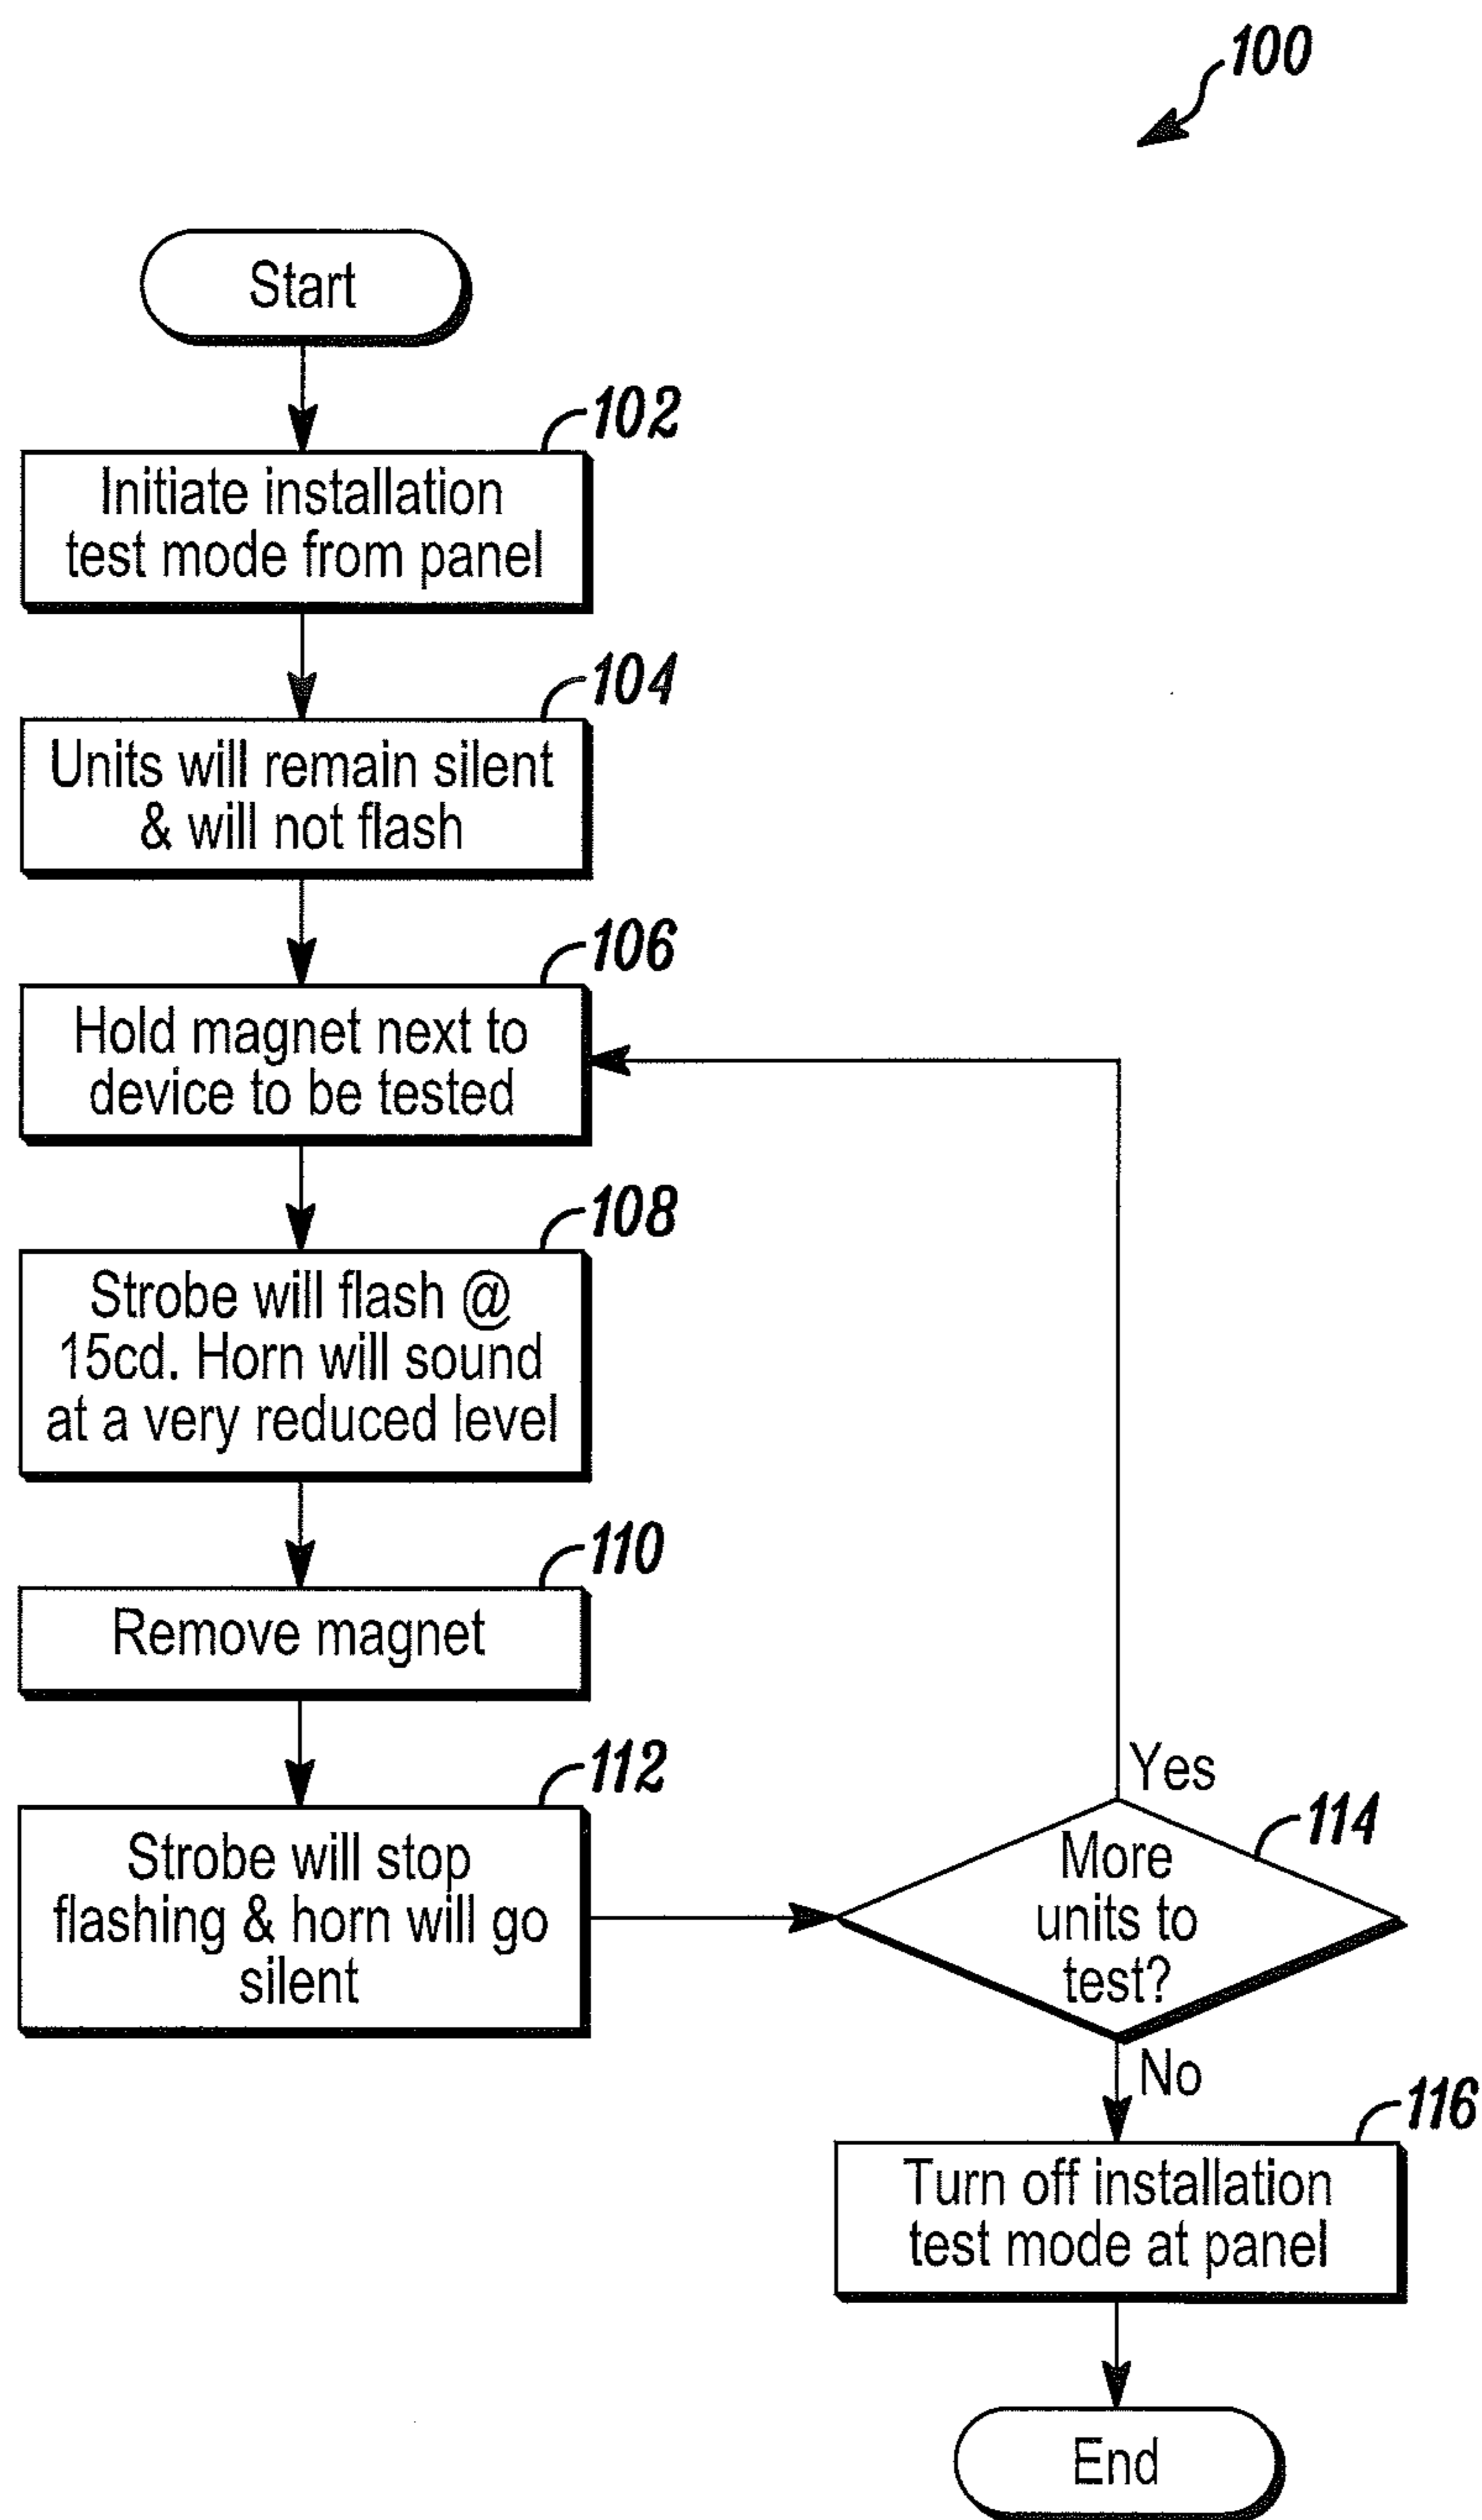 100
Start
102
Initiate installation
test mode from panel
104
Units will remain silent
& will not flash
106
Hold magnet next to
device to be tested
108
Strobe will flash @
15cd. Horn will sound
at a very reduced level
110
Remove magnet
112
Strobe will stop
flashing & horn will go
silent
Yes
114
More
units to
test?
No
116
Turn off installation
test mode at panel
End